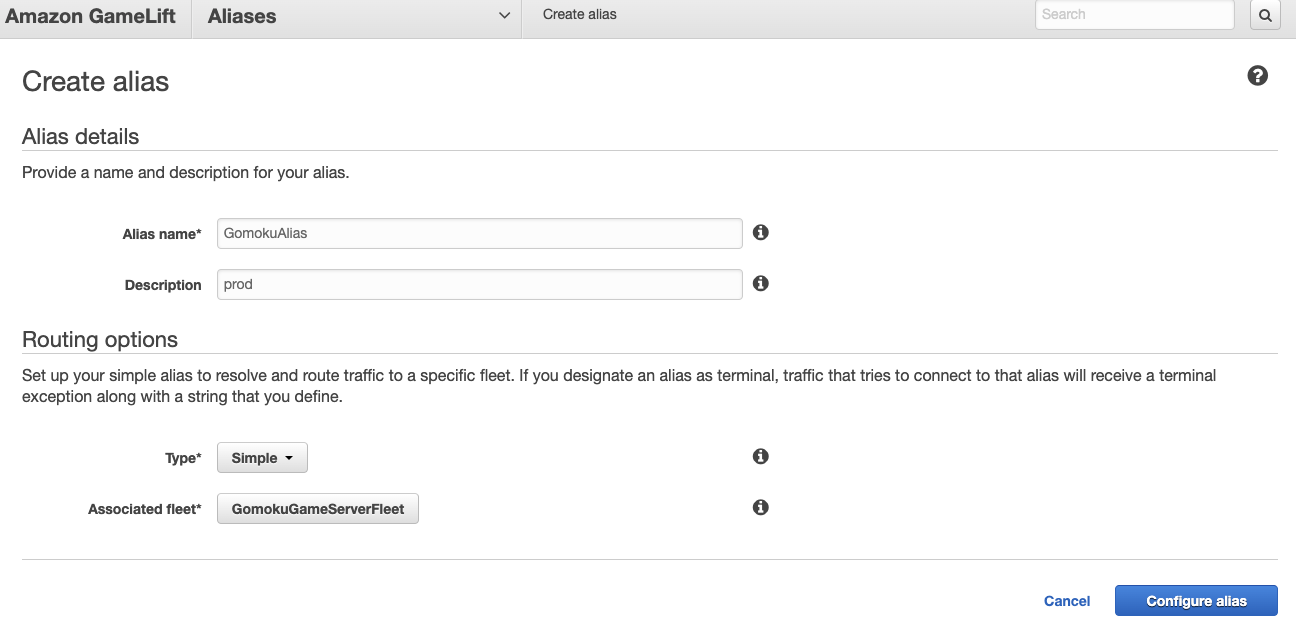 Amazon GameLift Aliases Create alias Search
Create alias
Alias details
Provide a name and description for your alias.
Alias name* GomokuAlias
Description prod
Routing options
Set up your simple alias to resolve and route traffic to a specific fleet. If you designate an alias as terminal, traffic that tries to connect to that alias will receive a terminal
exception along with a string that you define.
Type* Simple
Associated fleet* GomokuGameServerFleet
Cancel Configure alias